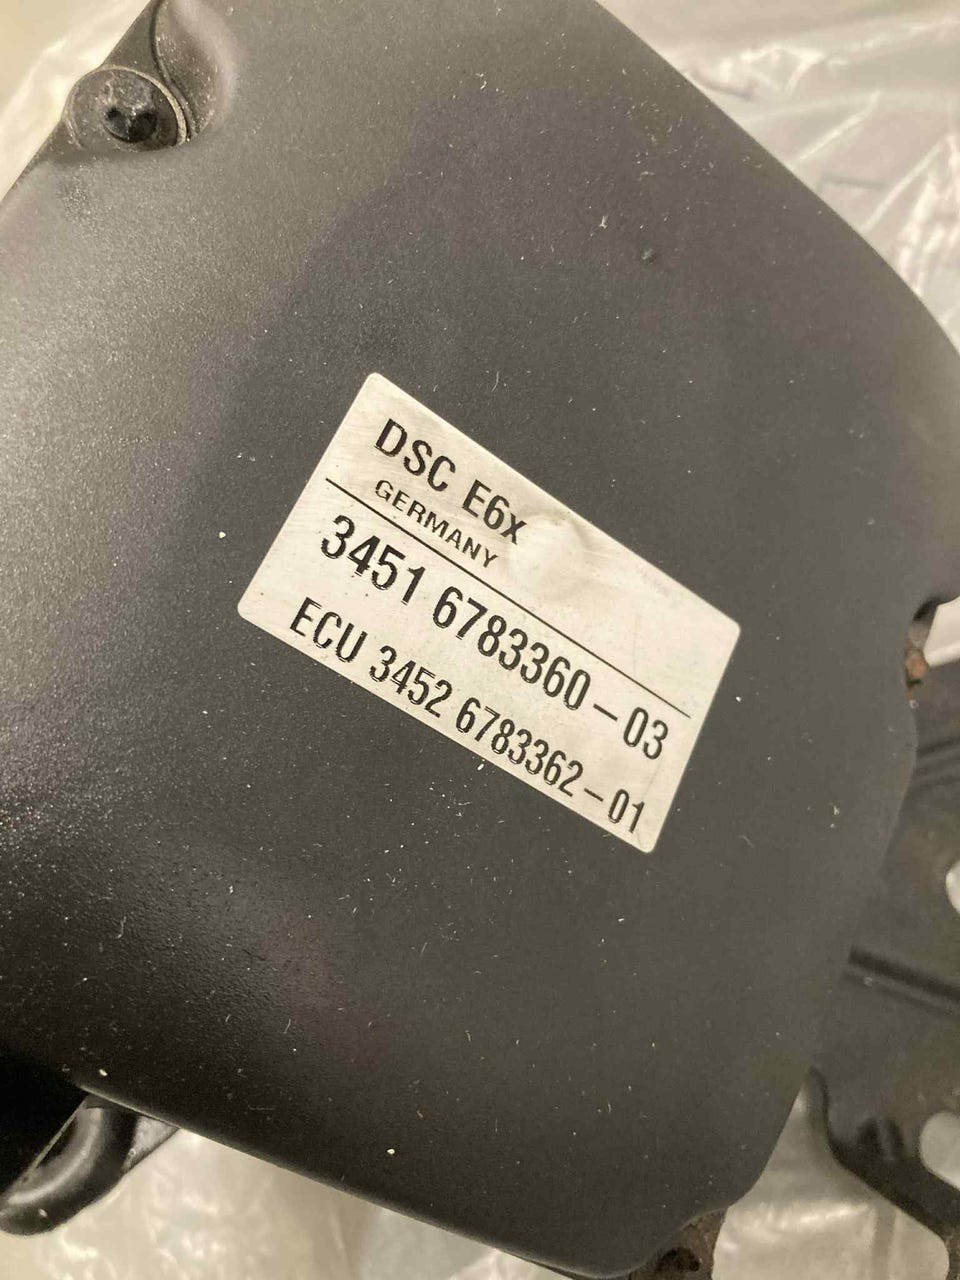 DSC E6x
GERMANY
3451 6783360-03
ECU 3452 6783362-01